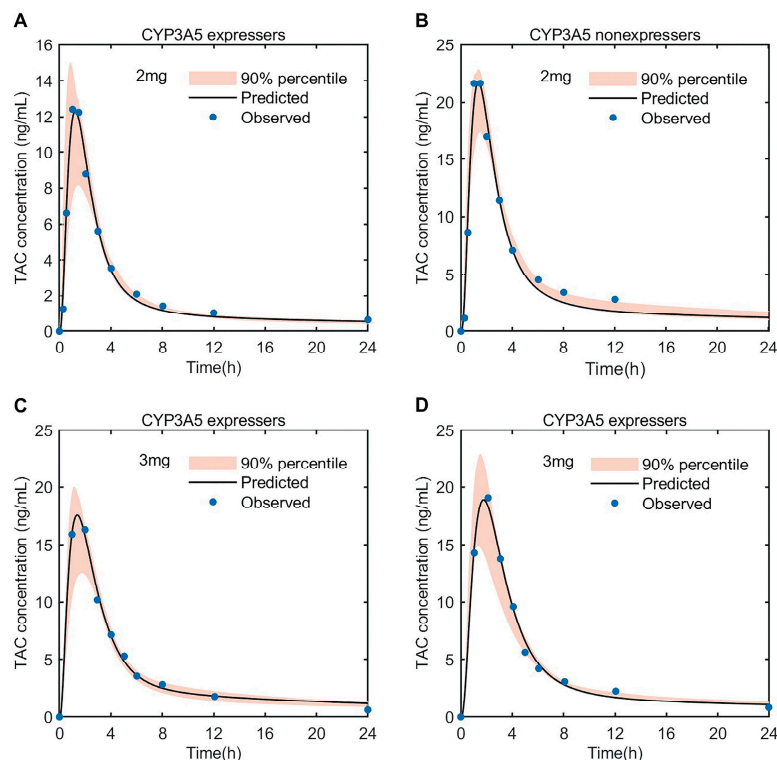 A
CYP3A5 expressers
2mg
90% percentile
Predicted
Observed
TAC concentration (ng/mL)
16
14
12
10
8
6
4
2
0
0 4 8 12 16 20 24
Time(h)
B
CYP3A5 nonexpressers
2mg
90% percentile
Predicted
Observed
TAC concentration (ng/mL)
25
20
15
10
5
0
0 4 8 12 16 20 24
Time(h)
C
CYP3A5 expressers
3mg
90% percentile
Predicted
Observed
TAC concentration (ng/mL)
25
20
15
10
5
0
0 4 8 12 16 20 24
Time(h)
D
CYP3A5 expressers
3mg
90% percentile
Predicted
Observed
TAC concentration (ng/mL)
25
20
15
10
5
0
0 4 8 12 16 20 24
Time(h)